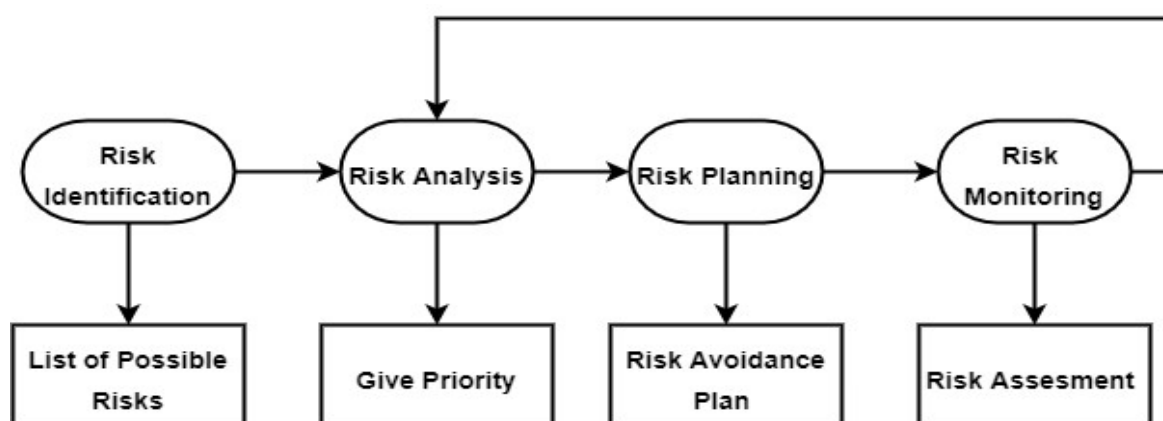 Risk
Identification
Risk Analysis
Risk Planning
Risk
Monitoring
List of Possible
Risks
Give Priority
Risk Avoidance
Plan
Risk Assesment